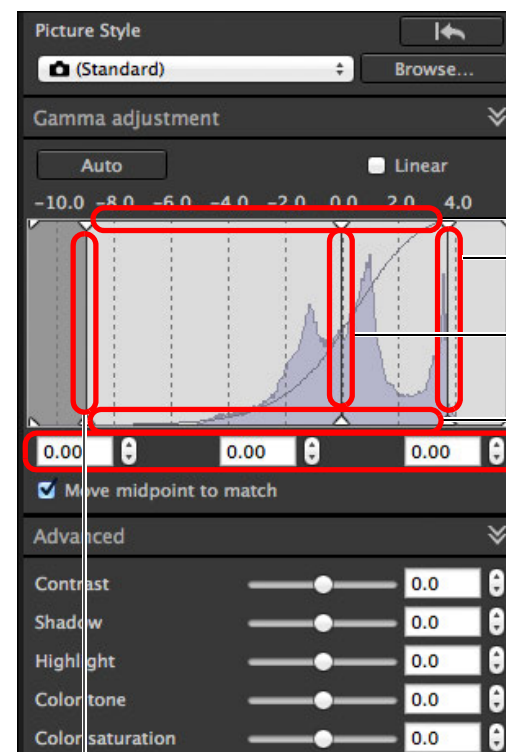 Picture Style
(Standard)
Browse...
Gamma adjustment
Auto
Linear
-10.0 -8.0 -6.0 -4.0 -2.0 0.0 2.0 4.0
0.00 0.00 0.00
Move midpoint to match
Advanced
Contrast 0.0
Shadow 0.0
Highlight 0.0
Color tone 0.0
Color saturation 0.0